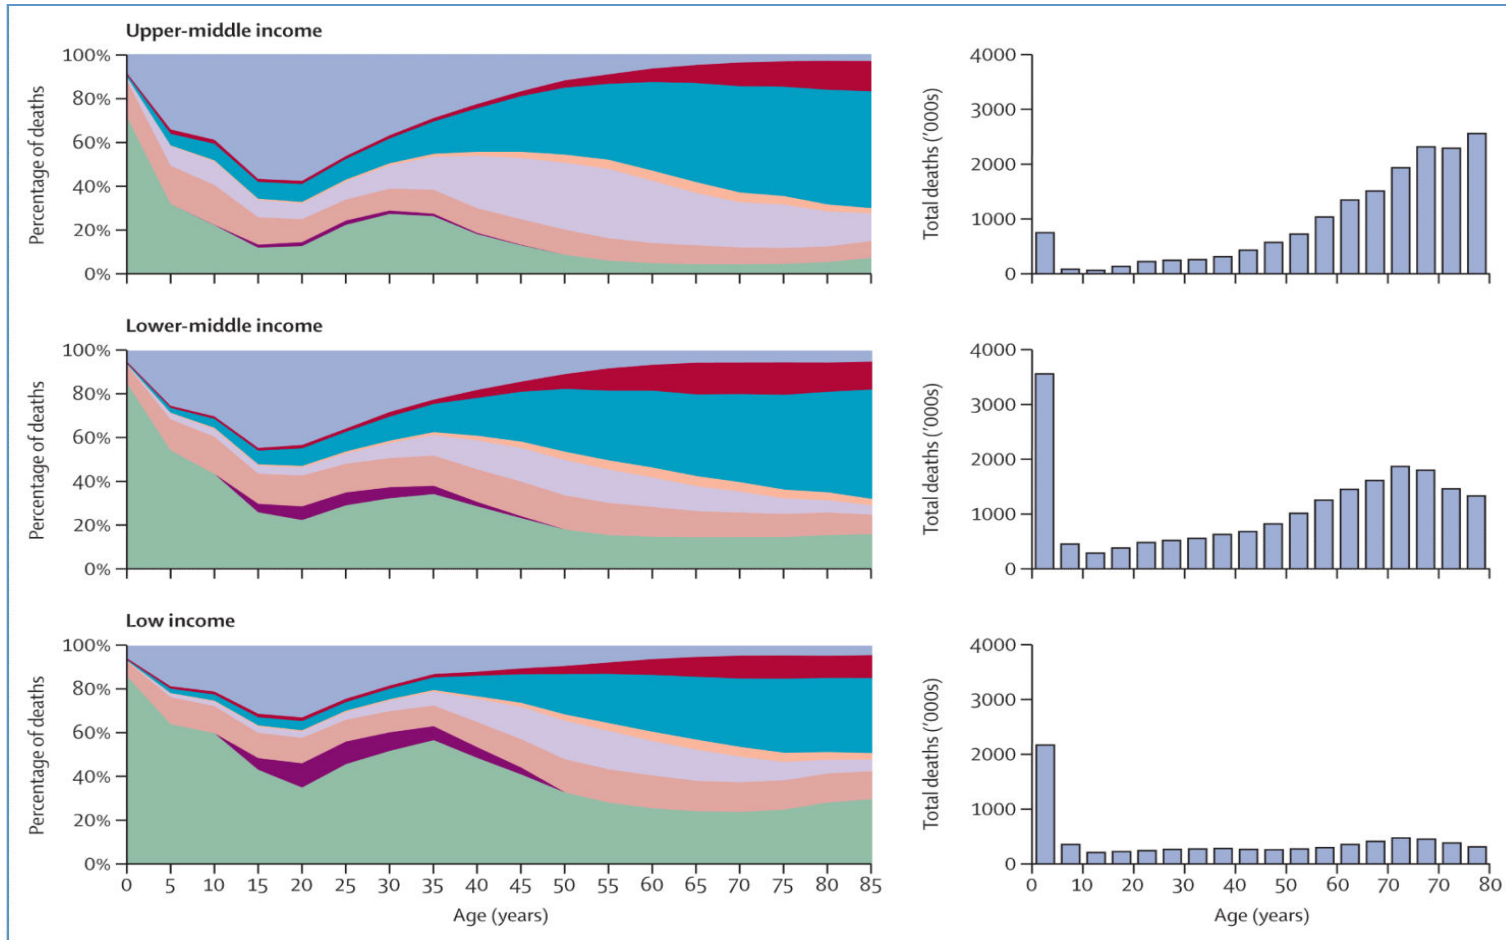 Upper-middle income
Percentage of deaths
100%
80%
60%
40%
20%
0%
Total deaths ('000s)
4000
3000
2000
1000
0
Lower-middle income
Percentage of deaths
100%
80%
60%
40%
20%
0%
Total deaths ('000s)
4000
3000
2000
1000
0
Low income
Percentage of deaths
100%
80%
60%
40%
20%
0%
0 5 10 15 20 25 30 35 40 45 50 55 60 65 70 75 80 85
Age (years)
Total deaths ('000s)
4000
3000
2000
1000
0
0 10 20 30 40 50 60 70 70 80
Age (years)